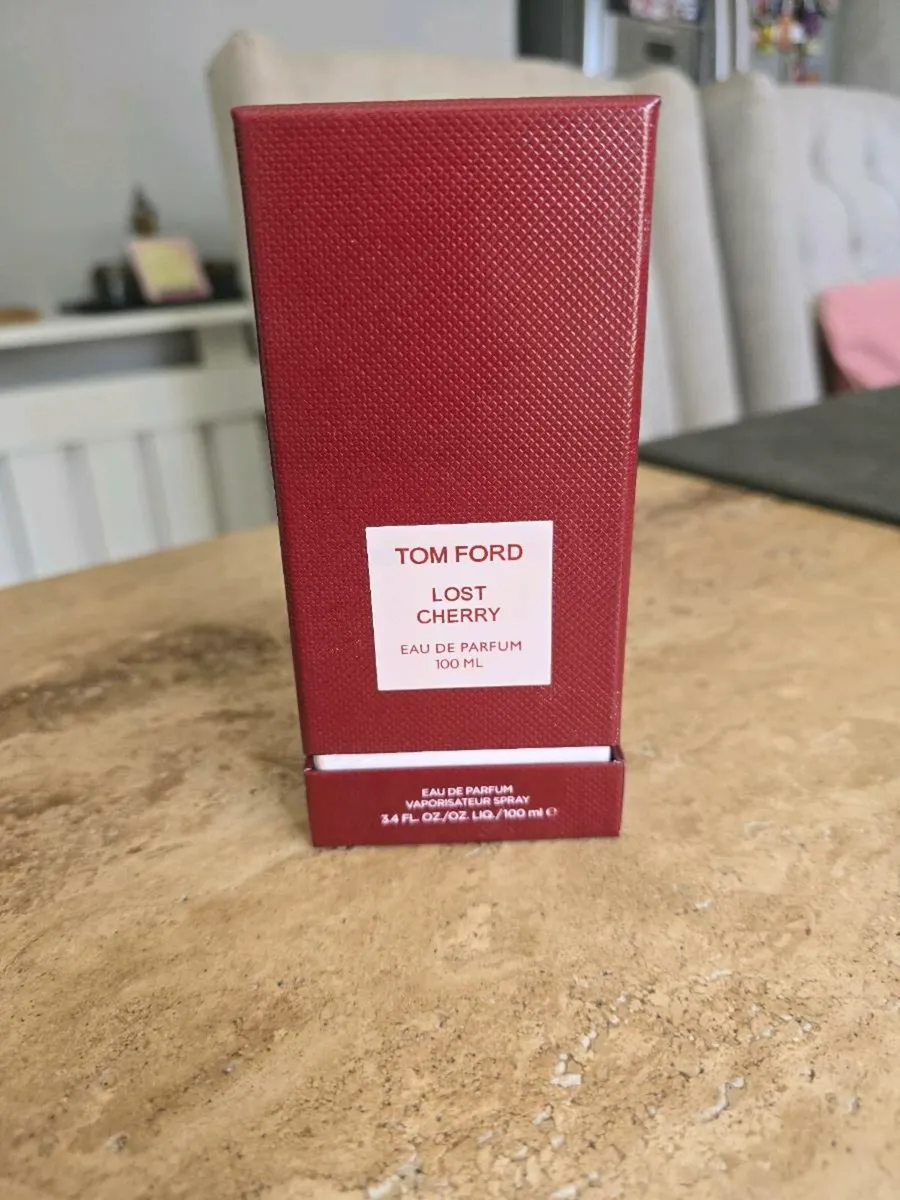 TOM FORD
LOST
CHERRY
EAU DE PARFUM
100 ML
EAU DE PARFUM
VAPORISATEUR SPRAY
3.4 FL. OZ./OZ. LIQ./100 ml ℮